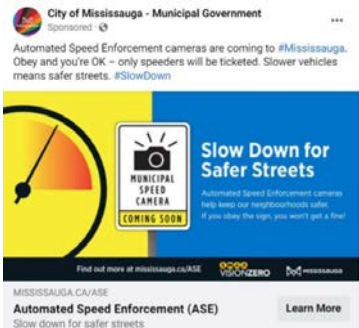 City of Mississauga - Municipal Government
Sponsored ·
Automated Speed Enforcement cameras are coming to #Mississauga.
Obey and you're OK – only speeders will be ticketed. Slower vehicles
means safer streets. #SlowDown
MUNICIPAL
SPEED
CAMERA
COMING SOON
Slow Down for
Safer Streets
Automated Speed Enforcement cameras
help keep our neighbourhoods safer.
If you obey the sign, you won't get a fine!
Find out more at mississauga.ca/ASE
VISIONZERO
MISSISSAUGA
MISSISSAUGA.CA/ASE
Automated Speed Enforcement (ASE)
Slow down for safer streets
Learn More